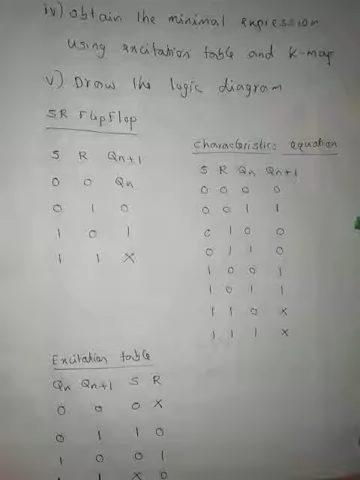 iv) obtain the minimal expression
using excitation table and k-map
v) Draw the logic diagram
SR FlipFlop
S R Qn+1
0 0 Qn
0 1 0
1 0 1
1 1 X
Characteristics equation
S R Qn Qn+1
0 0 0 0
0 0 1 1
0 1 0 0
0 1 1 0
1 0 0 1
1 0 1 1
1 1 0 X
1 1 1 X
Excitation table
Qn Qn+1 S R
0 0 0 X
0 1 1 0
1 0 0 1
1 1 X 0